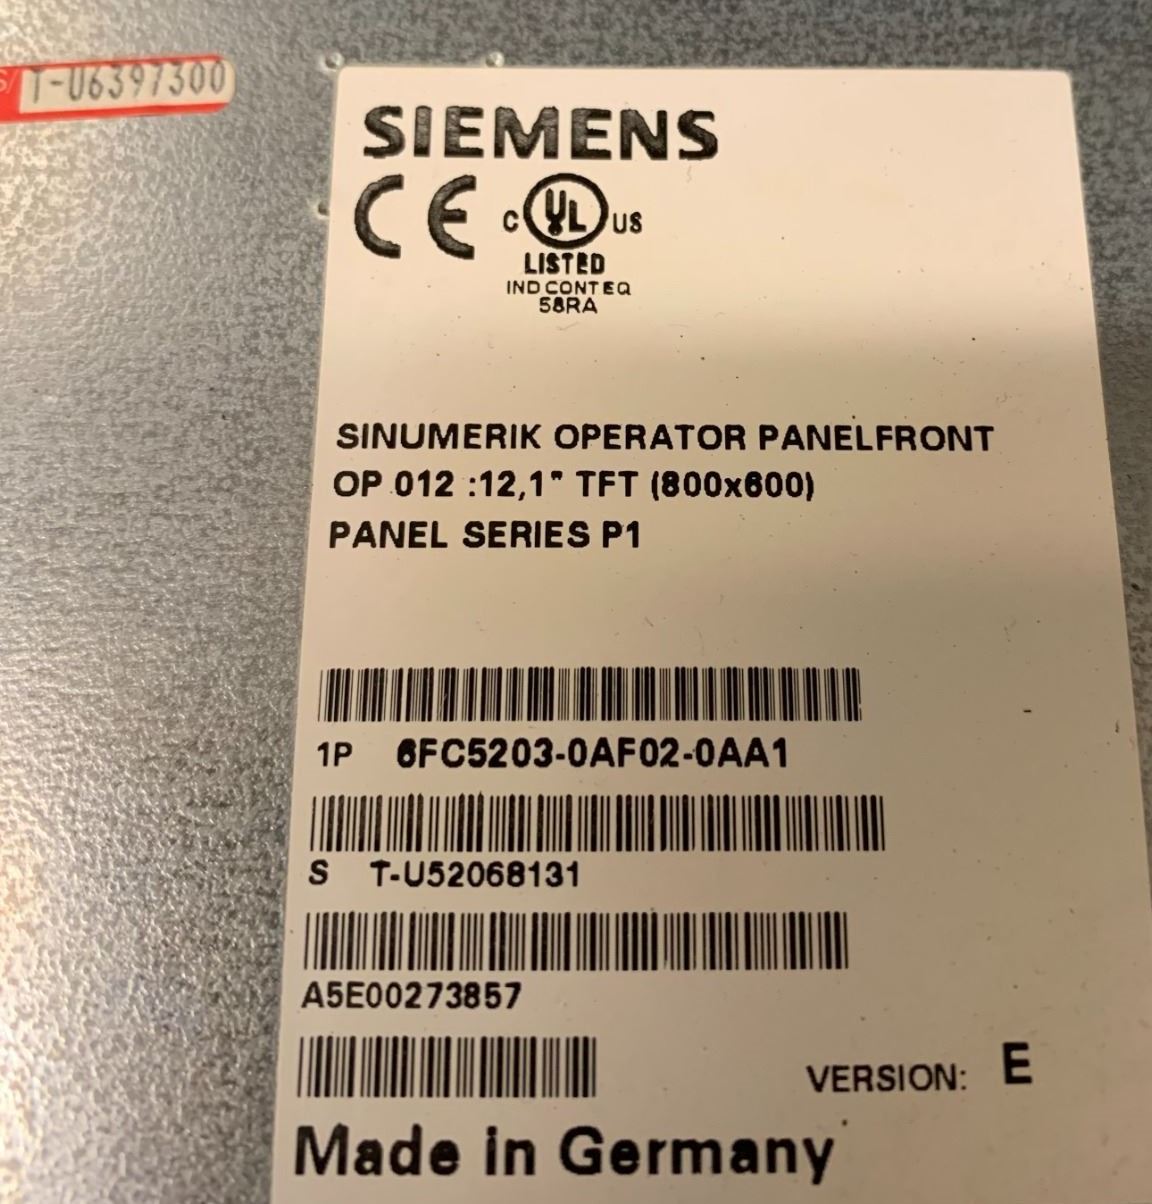 S/ T-U6397300
SIEMENS
CE C UL US
LISTED
IND CONT EQ
58RA
SINUMERIK OPERATOR PANELFRONT
OP 012 :12,1" TFT (800x600)
PANEL SERIES P1
1P 6FC5203-0AF02-0AA1
S T-U52068131
A5E00273857
VERSION: E
Made in Germany